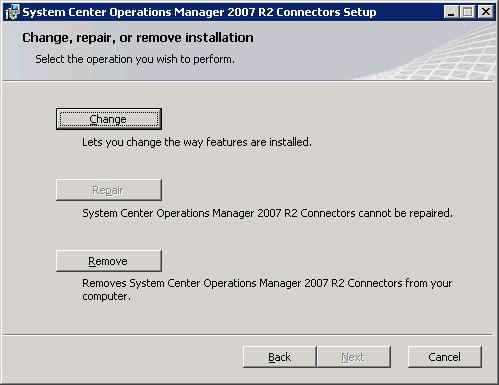 System Center Operations Manager 2007 R2 Connectors Setup
Change, repair, or remove installation
Select the operation you wish to perform.
Change
Lets you change the way features are installed.
Repair
System Center Operations Manager 2007 R2 Connectors cannot be repaired.
Remove
Removes System Center Operations Manager 2007 R2 Connectors from your
computer.
Back Next Cancel